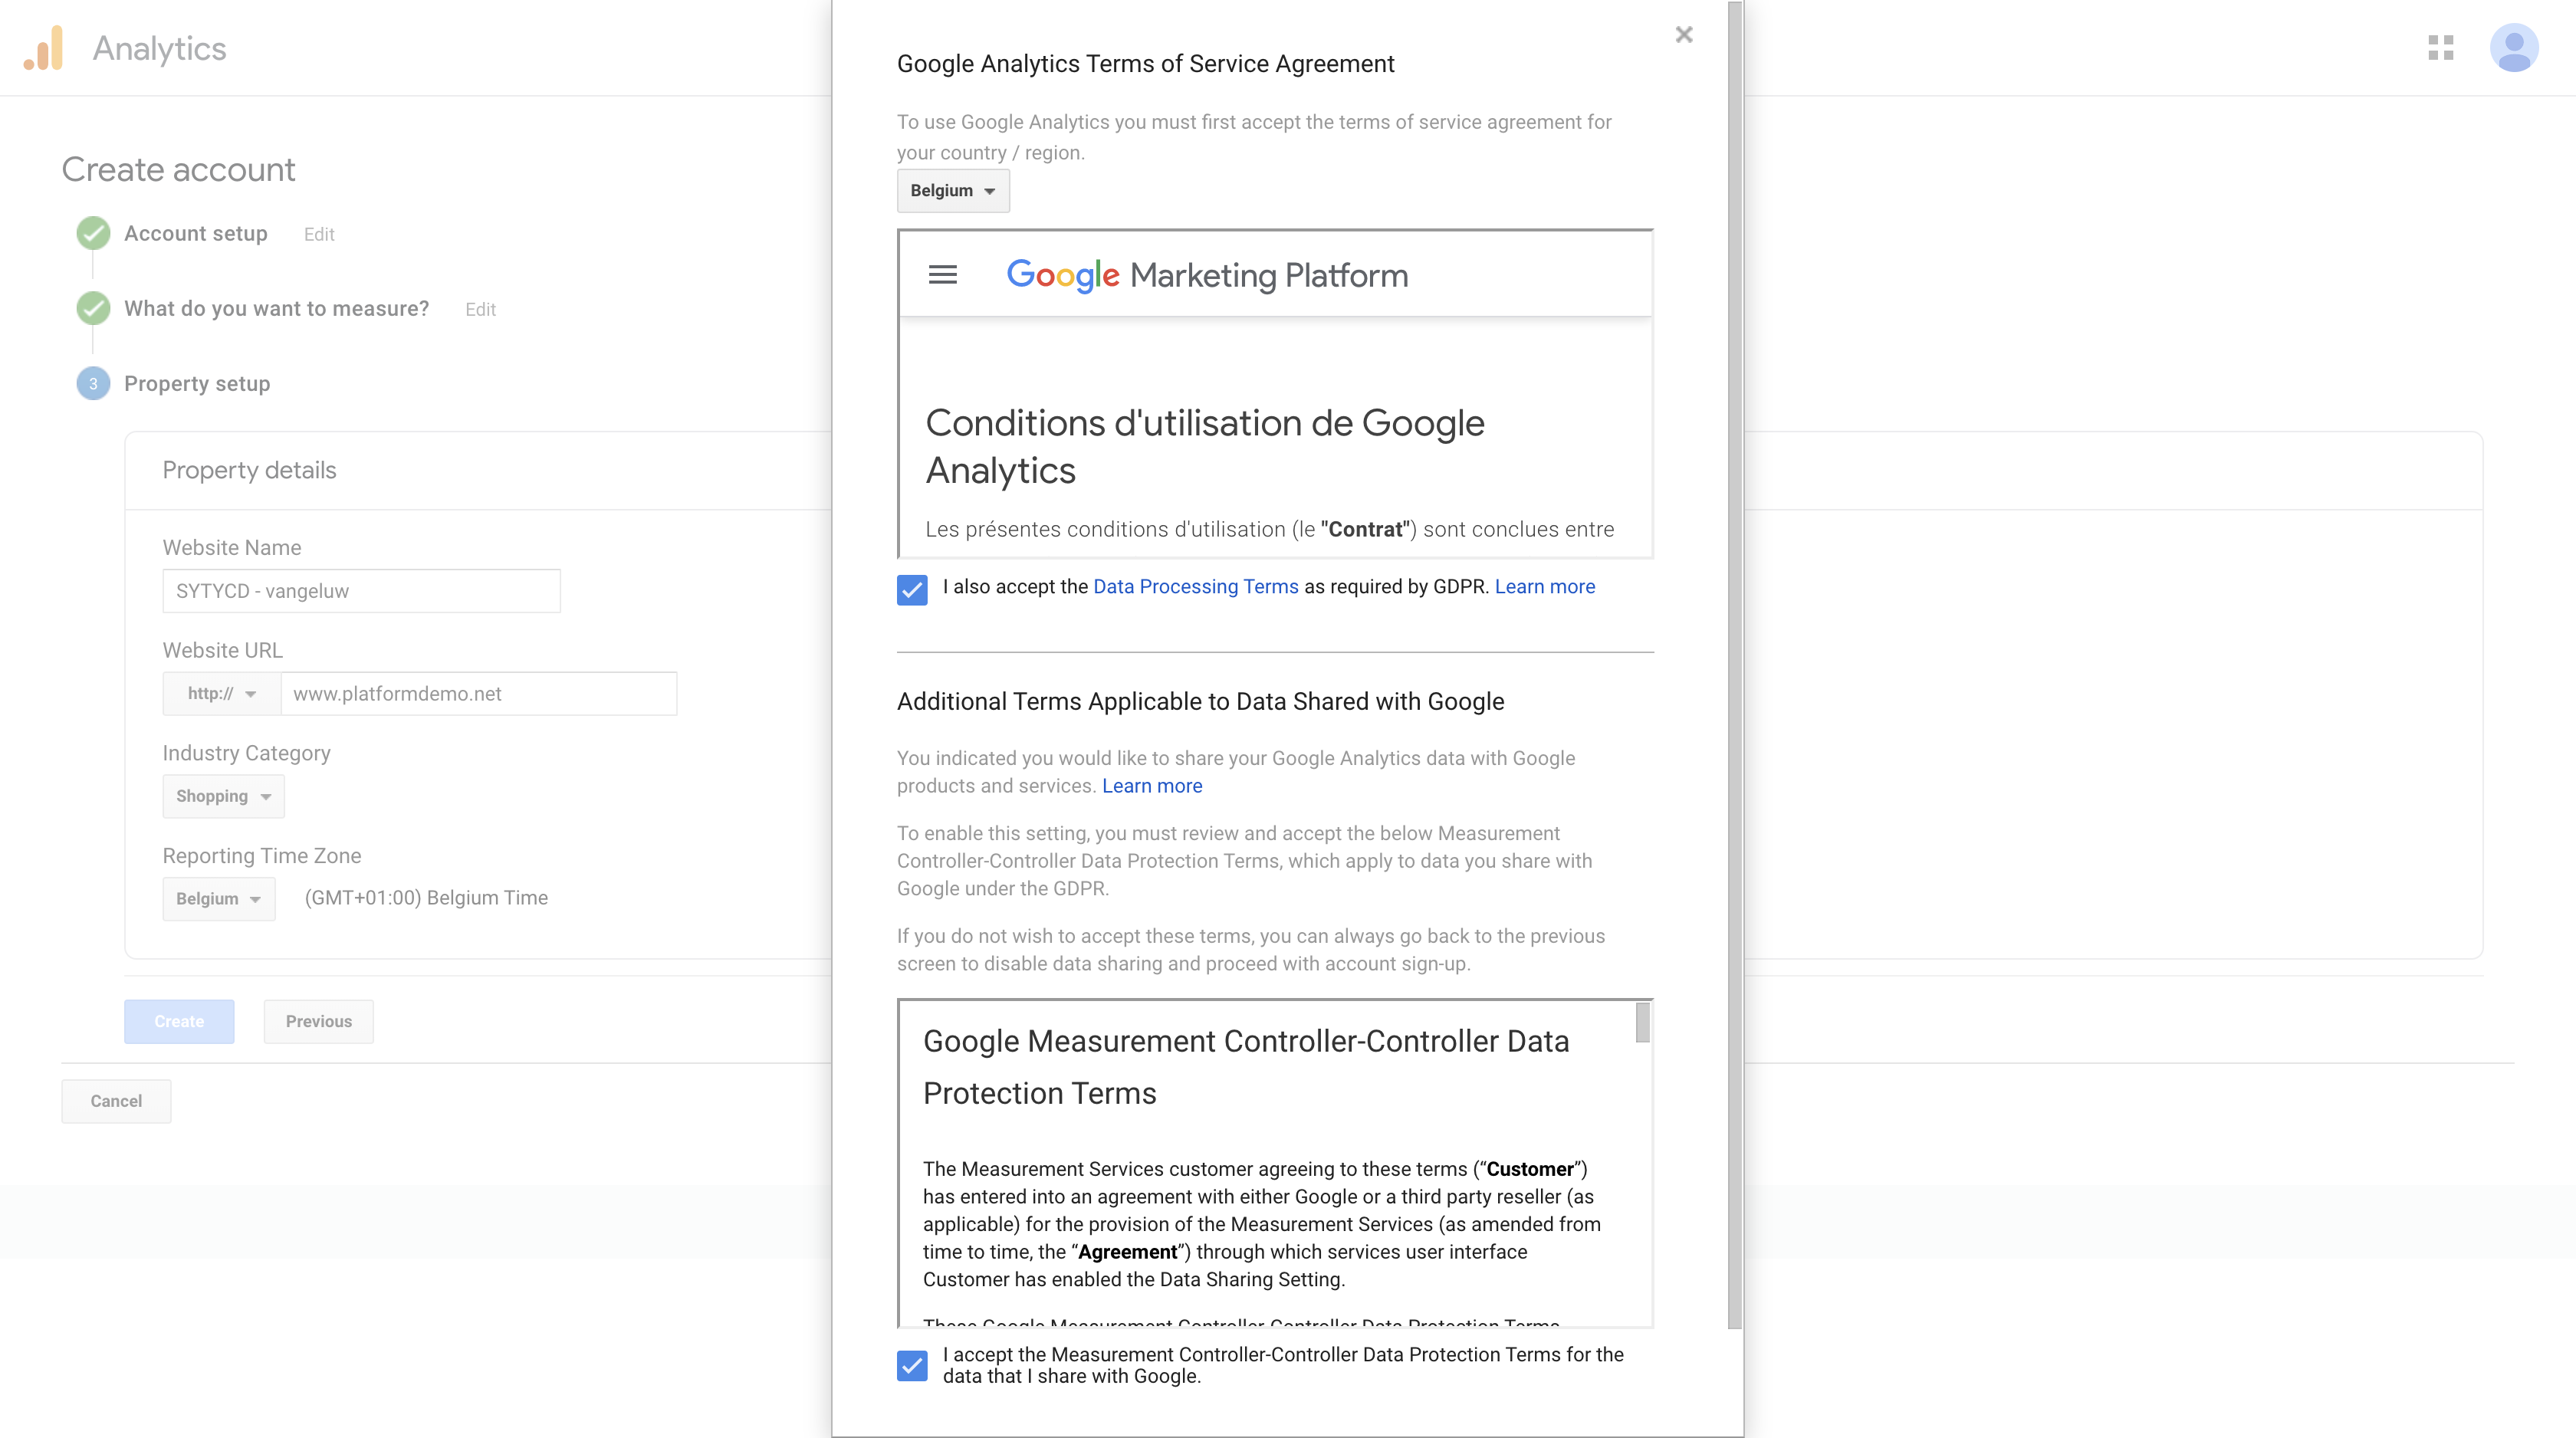 Analytics
Create account
Account setup
Edit
What do you want to measure?
Edit
3
Property setup
Property details
Website Name
SYTYCD - vangeluw
Website URL
http://
www.platformdemo.net
Industry Category
Shopping
Reporting Time Zone
Belgium
(GMT+01:00) Belgium Time
Create
Previous
Cancel
Google Analytics Terms of Service Agreement
To use Google Analytics you must first accept the terms of service agreement for
your country / region.
Belgium
Google Marketing Platform
Conditions d'utilisation de Google
Analytics
Les présentes conditions d'utilisation (le "Contrat") sont conclues entre
I also accept the Data Processing Terms as required by GDPR. Learn more
Additional Terms Applicable to Data Shared with Google
You indicated you would like to share your Google Analytics data with Google
products and services. Learn more
To enable this setting, you must review and accept the below Measurement
Controller-Controller Data Protection Terms, which apply to data you share with
Google under the GDPR.
If you do not wish to accept these terms, you can always go back to the previous
screen to disable data sharing and proceed with account sign-up.
Google Measurement Controller-Controller Data
Protection Terms
The Measurement Services customer agreeing to these terms (“Customer”)
has entered into an agreement with either Google or a third party reseller (as
applicable) for the provision of the Measurement Services (as amended from
time to time, the “Agreement”) through which services user interface
Customer has enabled the Data Sharing Setting.
These Google Measurement Controller-Controller Data Protection Terms
I accept the Measurement Controller-Controller Data Protection Terms for the
data that I share with Google.